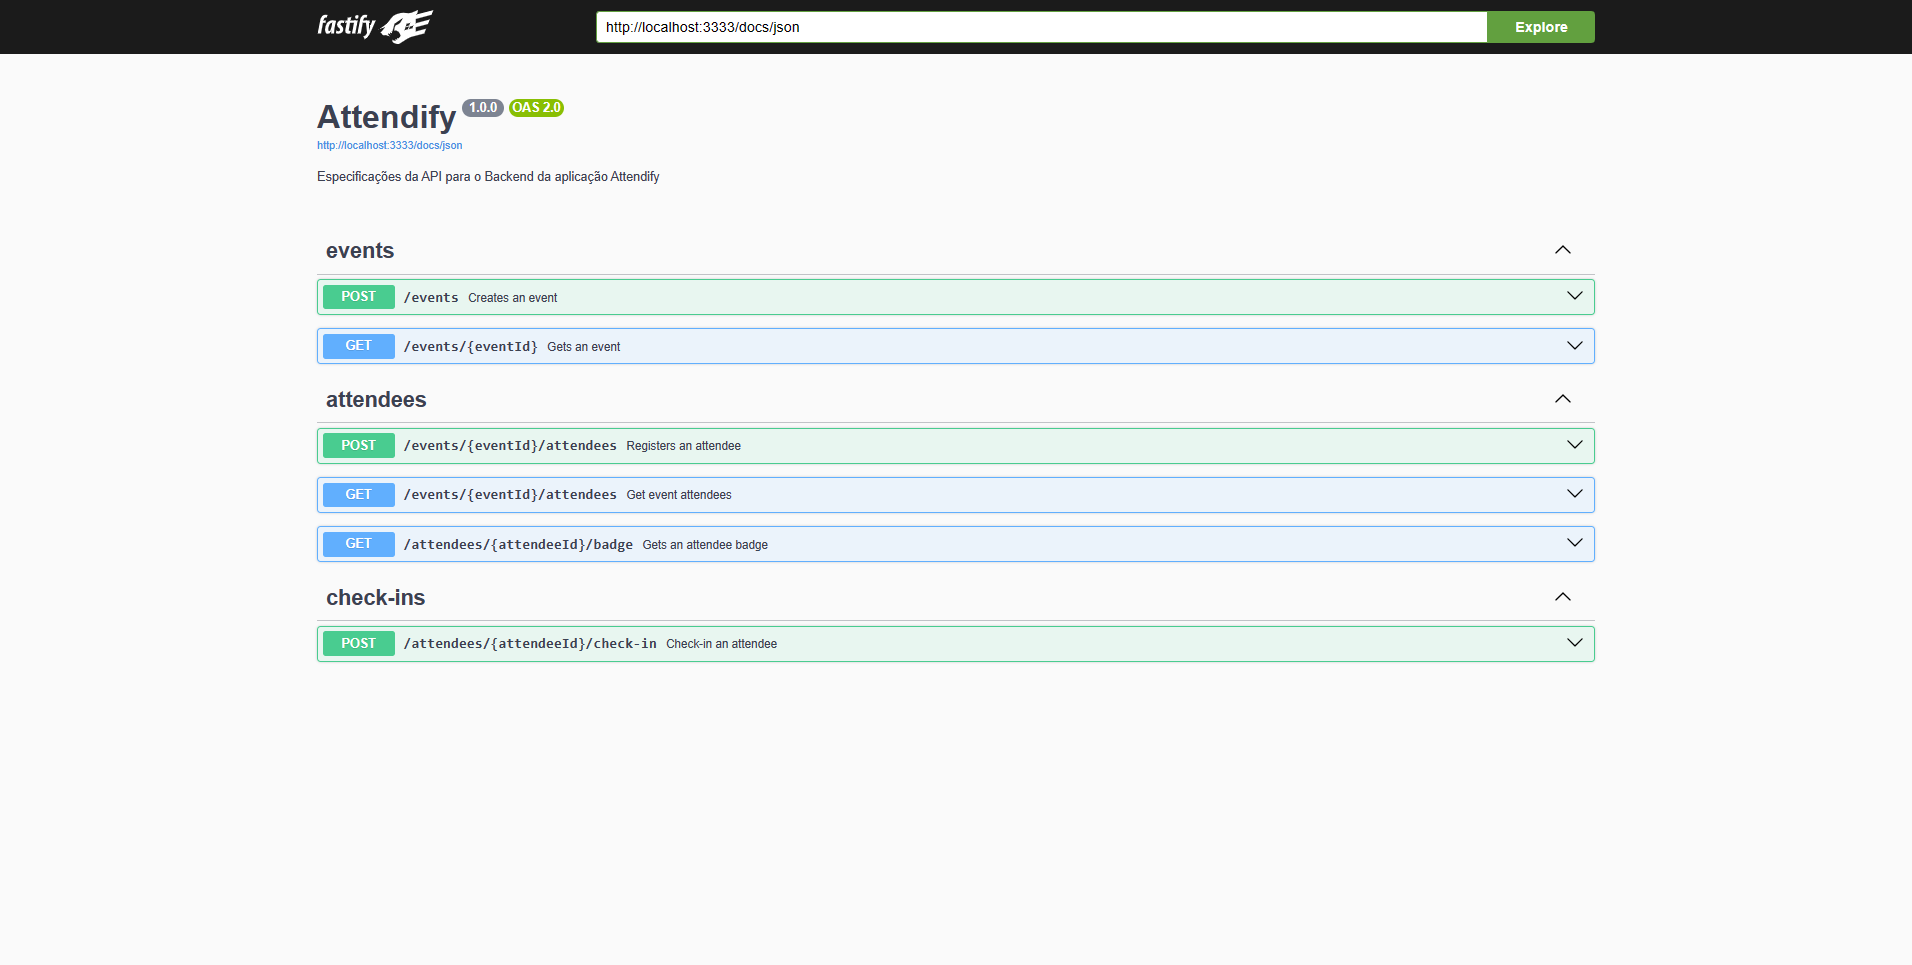 fastify
http://localhost:3333/docs/json
Explore
Attendify 1.0.0 OAS 2.0
http://localhost:3333/docs/json
Especificações da API para o Backend da aplicação Attendify
events
POST /events Creates an event
GET /events/{eventId} Gets an event
attendees
POST /events/{eventId}/attendees Registers an attendee
GET /events/{eventId}/attendees Get event attendees
GET /attendees/{attendeeId}/badge Gets an attendee badge
check-ins
POST /attendees/{attendeeId}/check-in Check-in an attendee